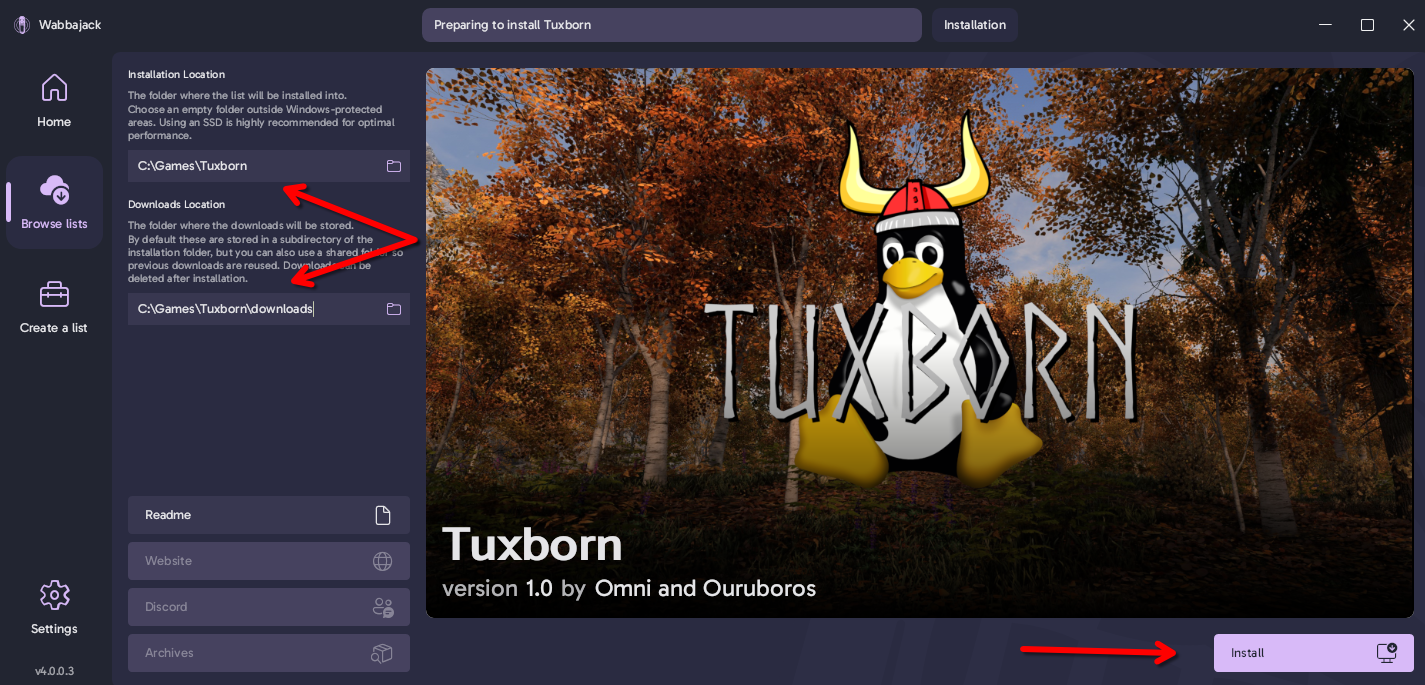 Wabbajack
Preparing to install Tuxborn
Installation
Home
Browse lists
Create a list
Settings
v4.0.0.3
Installation Location
The folder where the list will be installed into.
Choose an empty folder outside Windows-protected
areas. Using an SSD is highly recommended for optimal
performance.
C:\Games\Tuxborn
Downloads Location
The folder where the downloads will be stored.
By default these are stored in a subdirectory of the
installation folder, but you can also use a shared folder so
previous downloads are reused. Downloads can be
deleted after installation.
C:\Games\Tuxborn\downloads
Readme
Website
Discord
Archives
TUXBORN
Tuxborn
version 1.0 by Omni and Ouruboros
Install